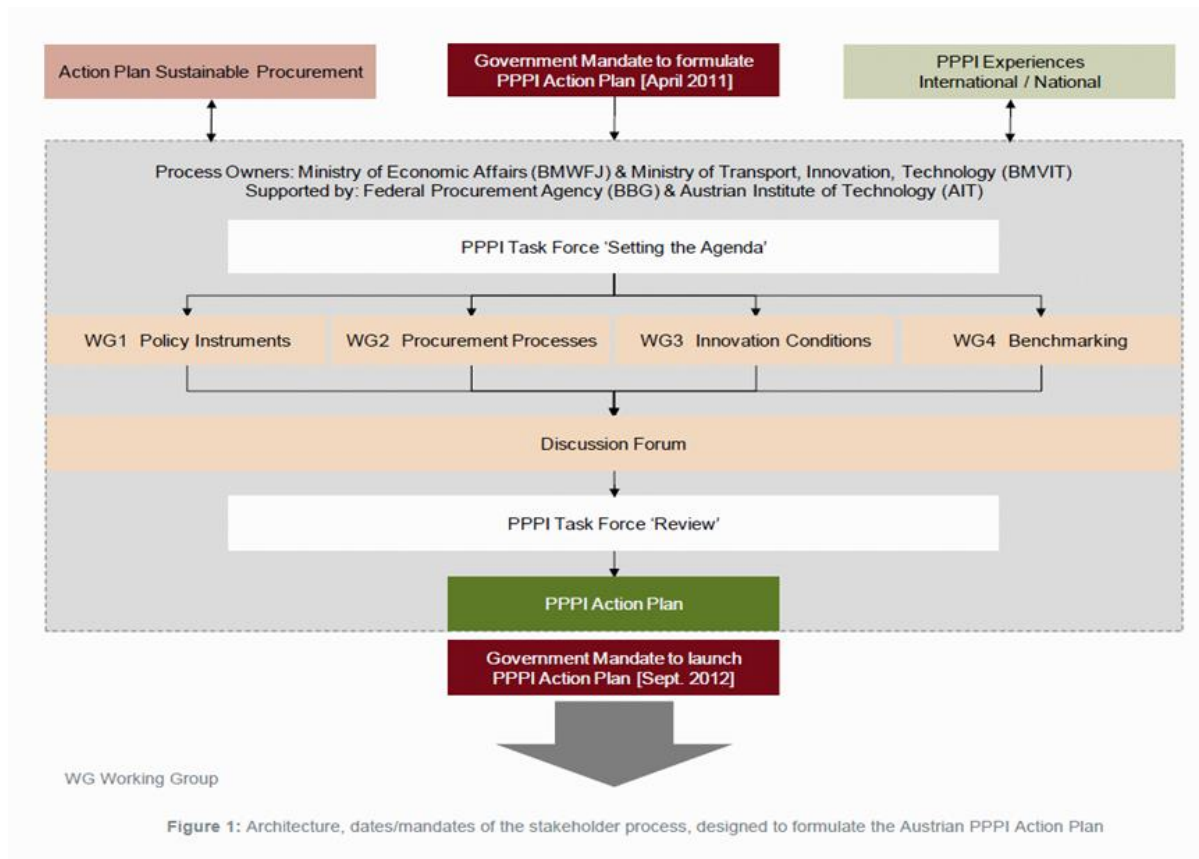 Action Plan Sustainable Procurement
Government Mandate to formulate
PPPI Action Plan [April 2011]
PPPI Experiences
International / National
Process Owners: Ministry of Economic Affairs (BMWFJ) & Ministry of Transport, Innovation, Technology (BMVIT)
Supported by: Federal Procurement Agency (BBG) & Austrian Institute of Technology (AIT)
PPPI Task Force 'Setting the Agenda'
WG1 Policy Instruments
WG2 Procurement Processes
WG3 Innovation Conditions
WG4 Benchmarking
Discussion Forum
PPPI Task Force 'Review'
PPPI Action Plan
Government Mandate to launch
PPPI Action Plan [Sept. 2012]
WG Working Group
Figure 1: Architecture, dates/mandates of the stakeholder process, designed to formulate the Austrian PPPI Action Plan